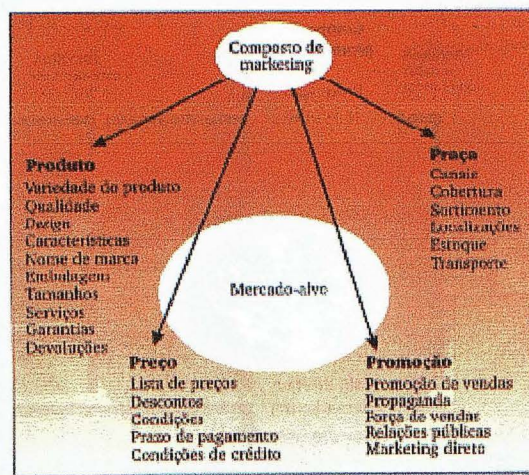 Composto de
marketing
Produto
Variedade do produto
Qualidade
Design
Características
Nome de marca
Embalagem
Tamanhos
Serviços
Garantias
Devoluções
Preço
Lista de preços
Descontos
Condições
Prazo de pagamento
Condições de crédito
Mercado-alvo
Promoção
Promoção de vendas
Propaganda
Força de vendas
Relações públicas
Marketing direto
Praça
Canais
Cobertura
Sortimento
Localizações
Estoque
Transporte